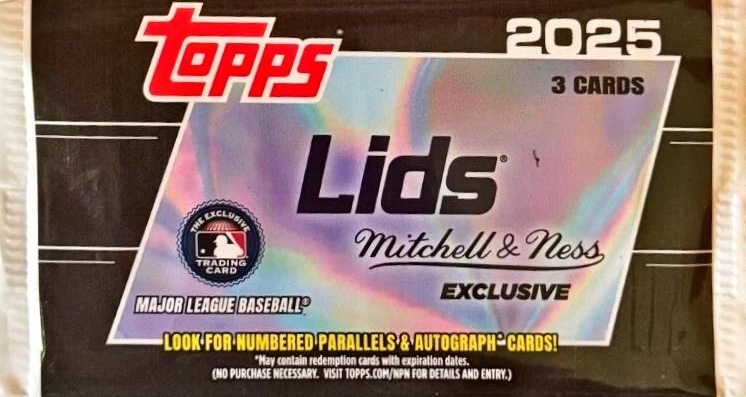 Topps
2025
3 CARDS
Lids®
Mitchell & Ness
EXCLUSIVE
THE EXCLUSIVE
TRADING
CARD
MAJOR LEAGUE BASEBALL®
LOOK FOR NUMBERED PARALLELS & AUTOGRAPH* CARDS!
*May contain redemption cards with expiration dates.
(NO PURCHASE NECESSARY. VISIT TOPPS.COM/NPN FOR DETAILS AND ENTRY.)